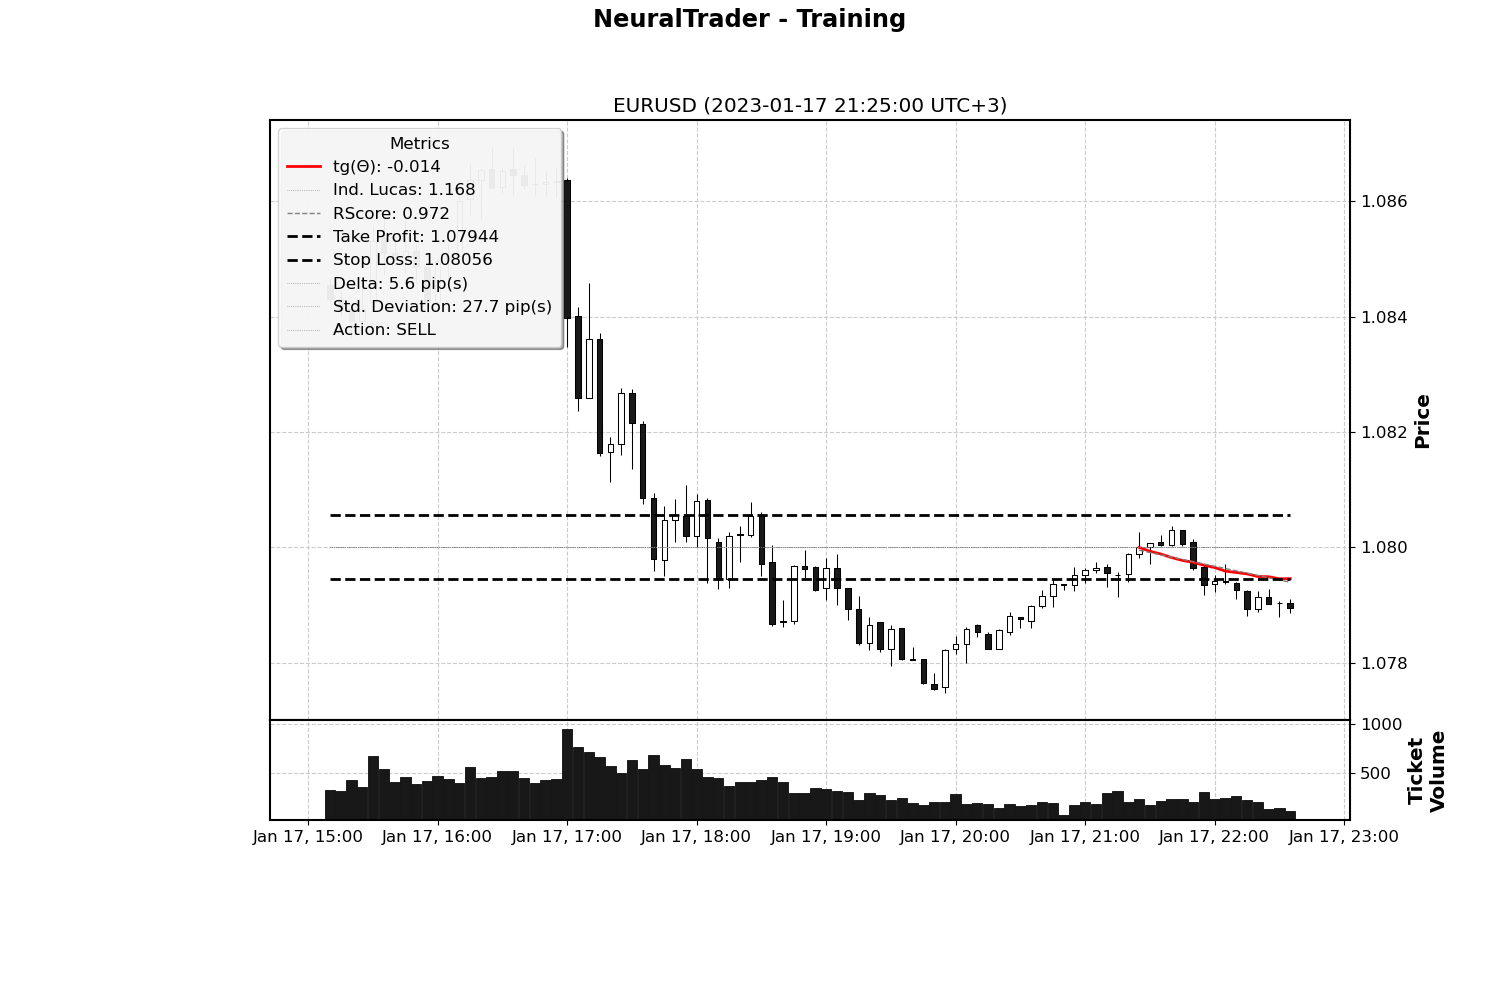 NeuralTrader - Training
EURUSD (2023-01-17 21:25:00 UTC+3)
Metrics
tg(Θ): -0.014
Ind. Lucas: 1.168
RScore: 0.972
Take Profit: 1.07944
Stop Loss: 1.08056
Delta: 5.6 pip(s)
Std. Deviation: 27.7 pip(s)
Action: SELL
1.086
1.084
1.082
1.080
1.078
Price
1000
500
Ticket
Volume
Jan 17, 15:00 Jan 17, 16:00 Jan 17, 17:00 Jan 17, 18:00 Jan 17, 19:00 Jan 17, 20:00 Jan 17, 21:00 Jan 17, 22:00 Jan 17, 23:00